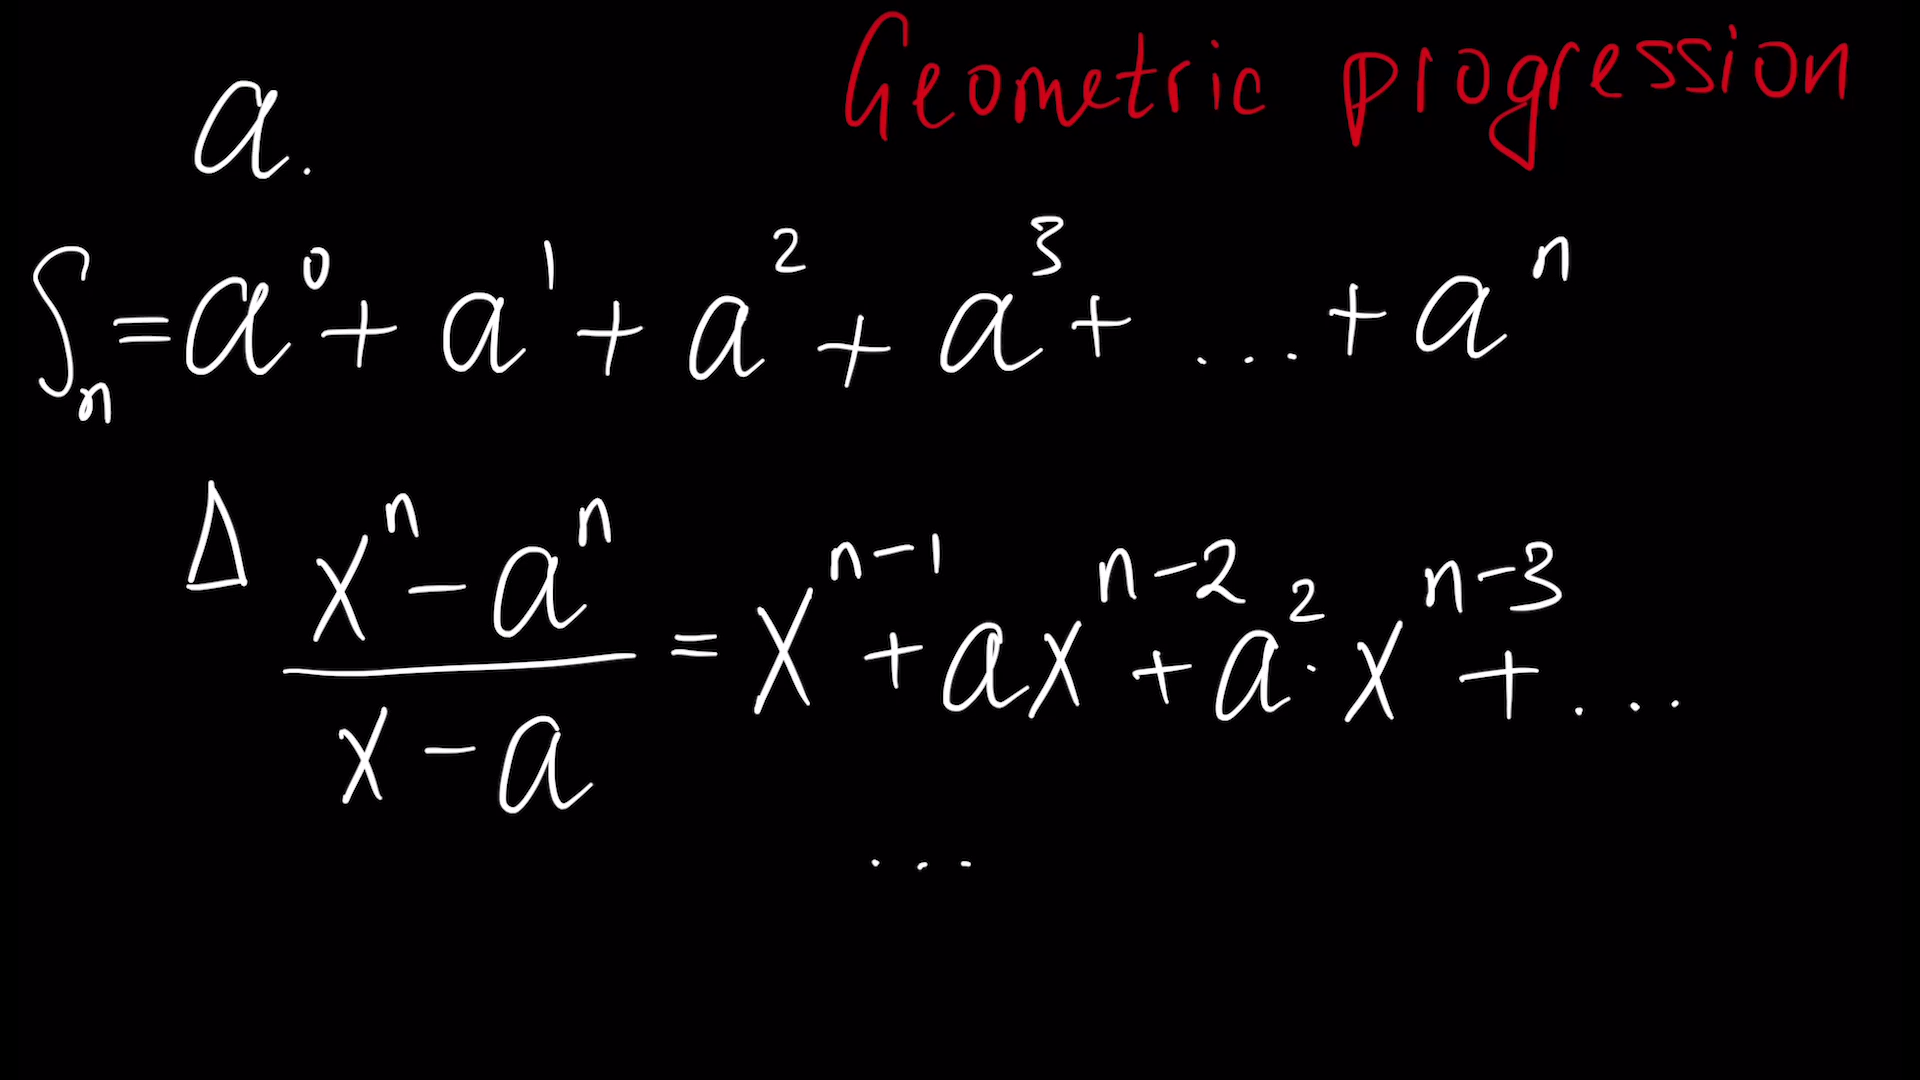 Geometric progression
a.
Sₙ = a⁰ + a¹ + a² + a³ + ... + aⁿ
Δ (xⁿ - aⁿ) / (x - a) = xⁿ⁻¹ + axⁿ⁻² + a² · xⁿ⁻³ + ...
...